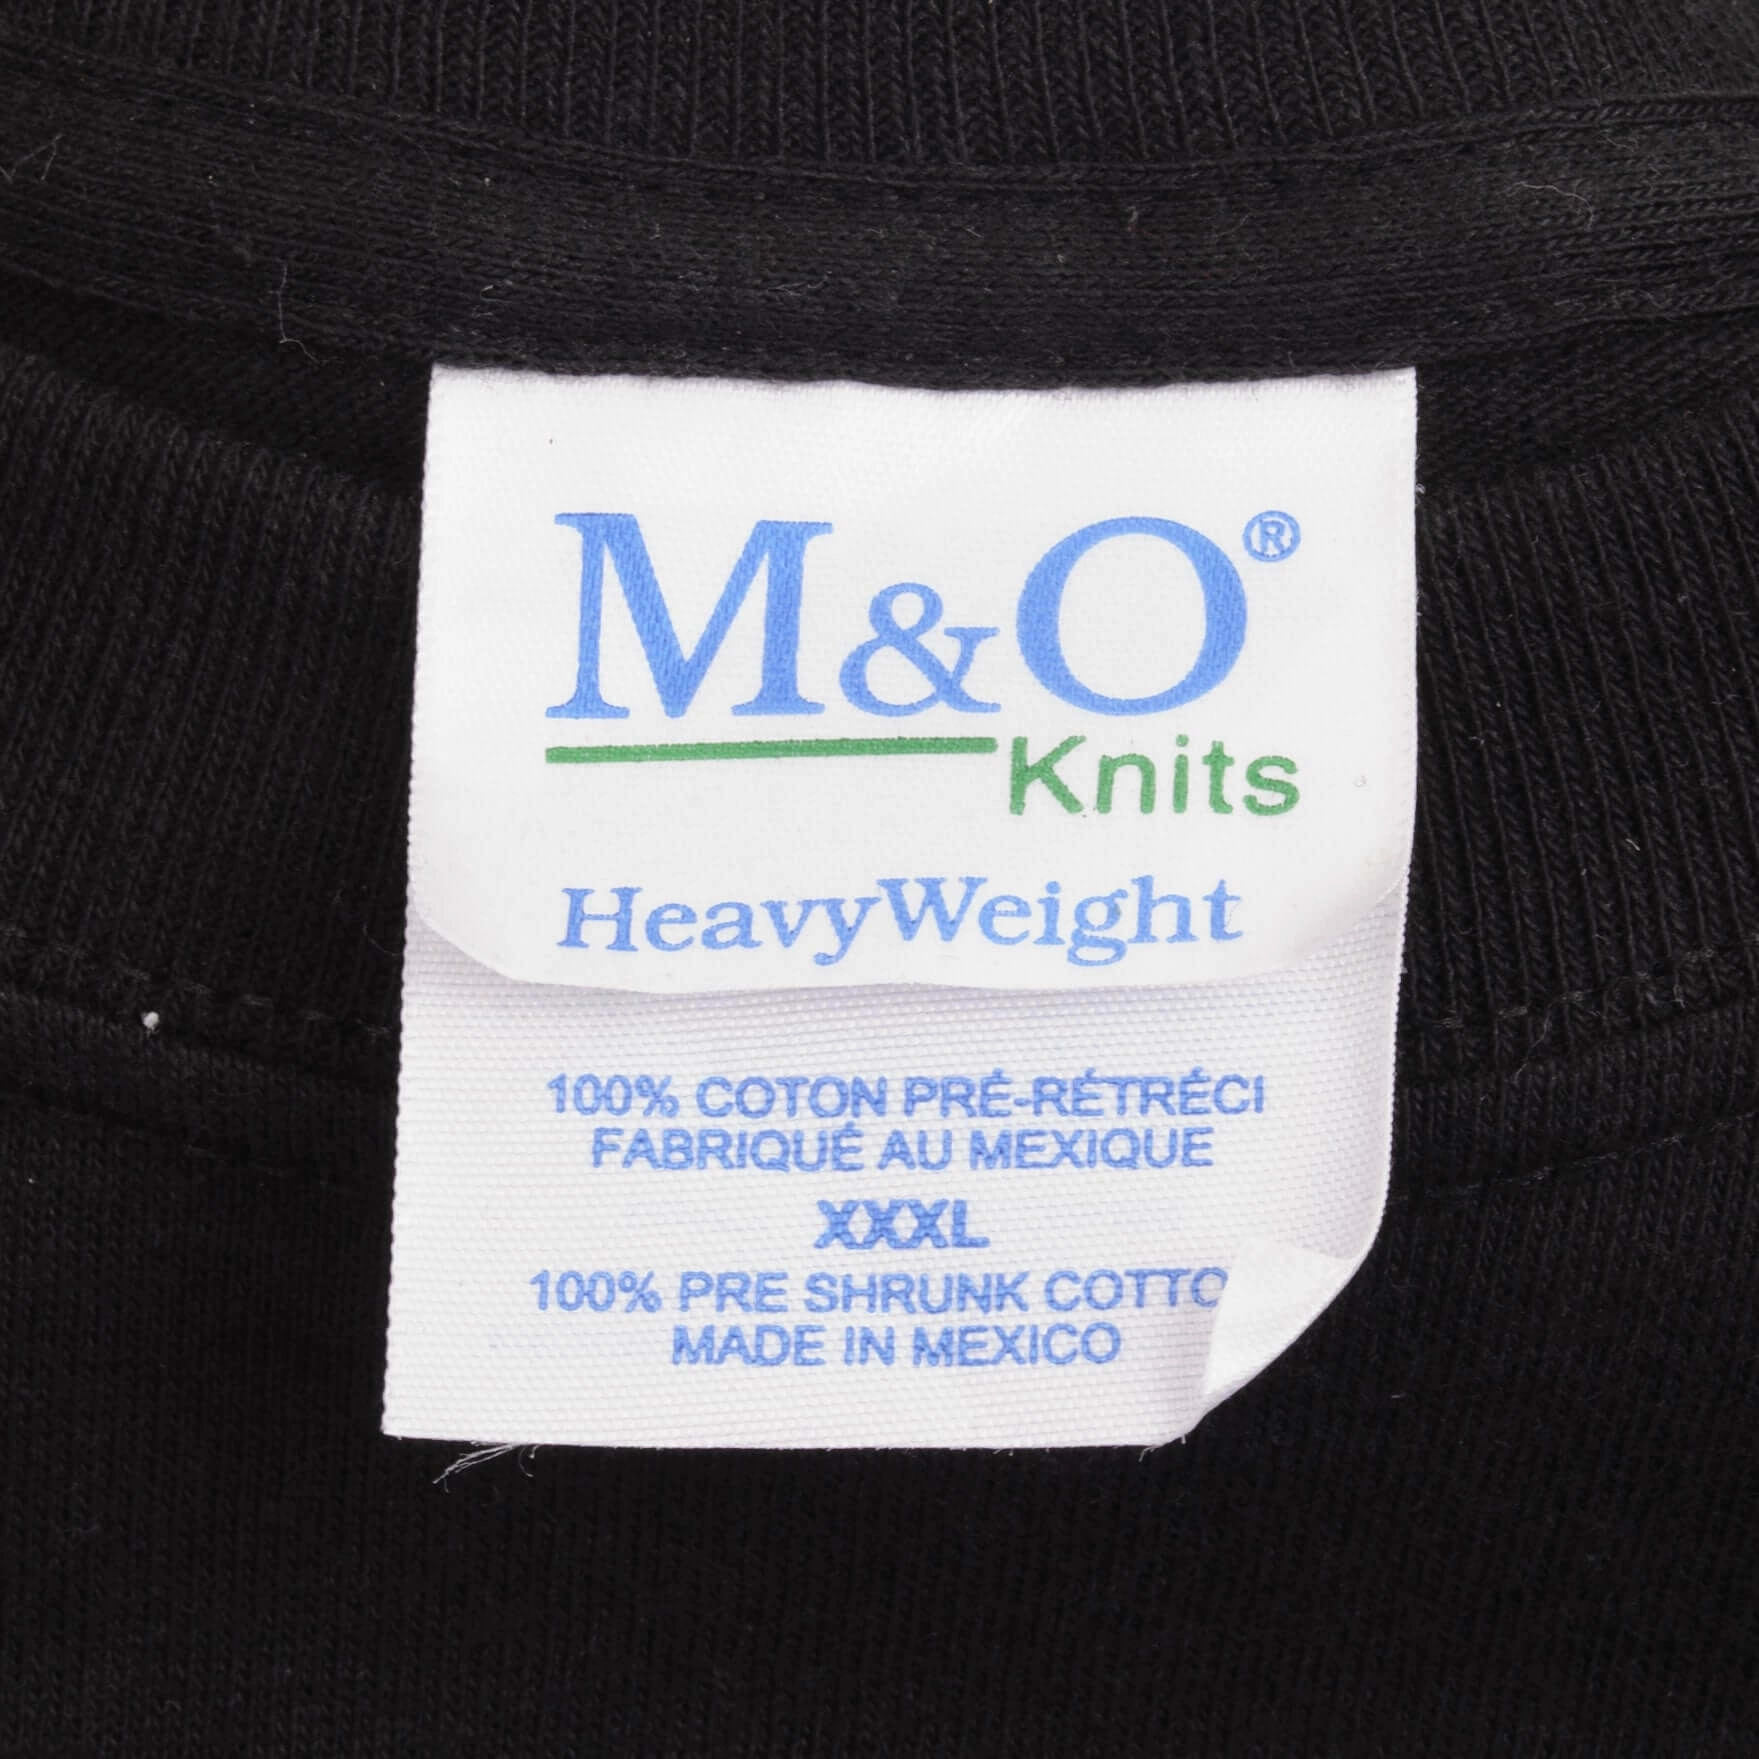 M&O®
Knits
HeavyWeight
100% COTON PRÉ-RÉTRÉCI
FABRIQUÉ AU MEXIQUE
XXXL
100% PRE SHRUNK COTTO
MADE IN MEXICO